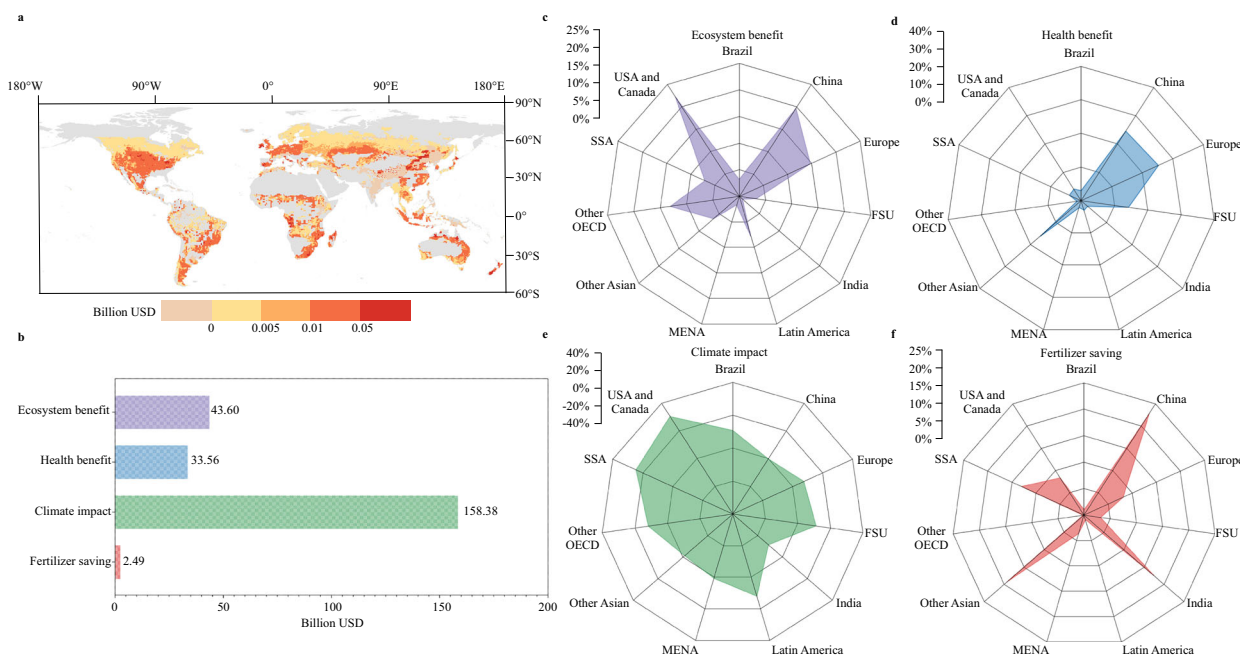 a
180°W
90°W
0°
90°E
180°E
90°N
60°N
30°N
0°
30°S
60°S
Billion USD
0
0.005
0.01
0.05
b
Ecosystem benefit
43.60
Health benefit
33.56
Climate impact
158.38
Fertilizer saving
2.49
0
50
100
150
200
Billion USD
c
25%
20%
15%
10%
5%
0%
Ecosystem benefit
Brazil
China
Europe
FSU
India
Latin America
MENA
Other Asian
Other
OECD
SSA
USA and
Canada
d
40%
30%
20%
10%
0%
Health benefit
Brazil
China
Europe
FSU
India
Latin America
MENA
Other Asian
Other
OECD
SSA
USA and
Canada
e
40%
20%
0%
-20%
-40%
Climate impact
Brazil
China
Europe
FSU
India
Latin America
MENA
Other Asian
Other
OECD
SSA
USA and
Canada
f
25%
20%
15%
10%
5%
0%
Fertilizer saving
Brazil
China
Europe
FSU
India
Latin America
MENA
Other Asian
Other
OECD
SSA
USA and
Canada